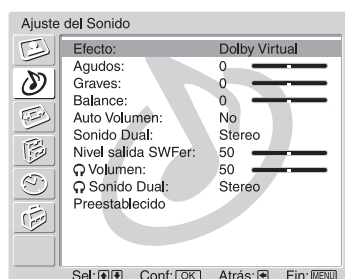 Ajuste del Sonido
Efecto: Dolby Virtual
Agudos: 0
Graves: 0
Balance: 0
Auto Volumen: No
Sonido Dual: Stereo
Nivel salida SWFer: 50
Volumen: 50
Sonido Dual: Stereo
Preestablecido
Sel: Conf: OK Atrás: Fin: MENU